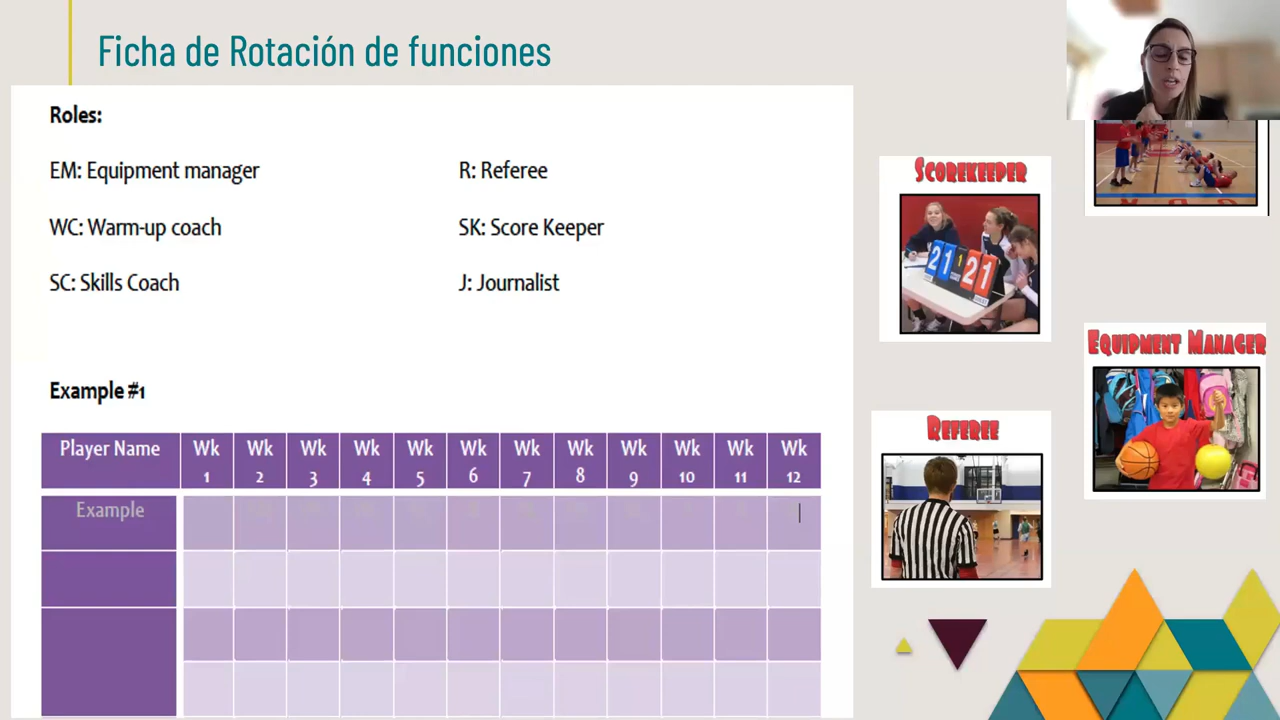 Ficha de Rotación de funciones
Roles:
EM: Equipment manager
R: Referee
WC: Warm-up coach
SK: Score Keeper
SC: Skills Coach
J: Journalist
Example #1
Player Name Wk 1 Wk 2 Wk 3 Wk 4 Wk 5 Wk 6 Wk 7 Wk 8 Wk 9 Wk 10 Wk 11 Wk 12
Example
SCOREKEEPER
21 1 21
EQUIPMENT MANAGER
REFEREE